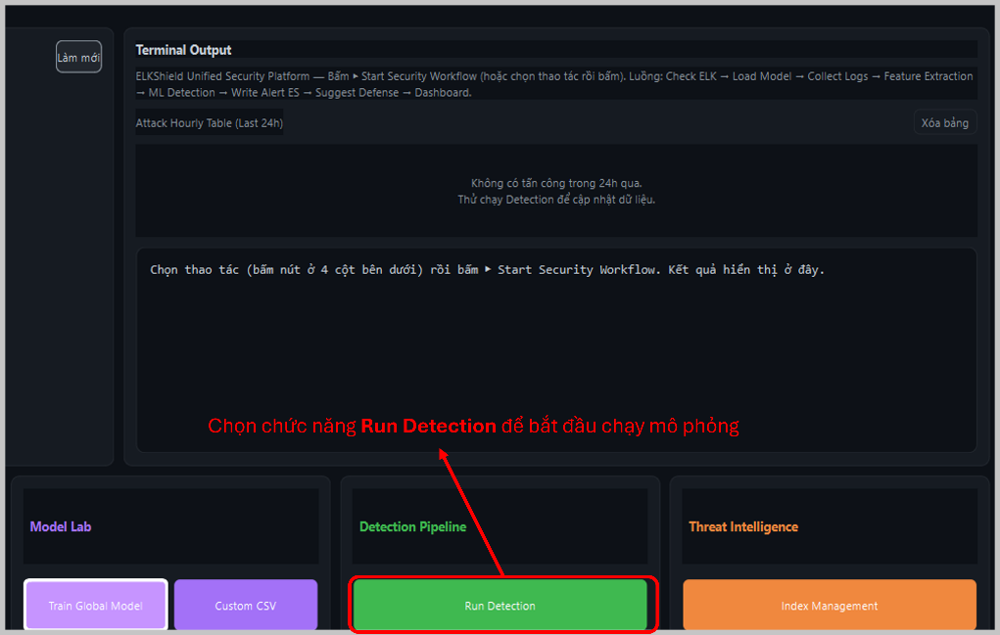 Làm mới
Terminal Output
ELKShield Unified Security Platform — Bấm ▶ Start Security Workflow (hoặc chọn thao tác rồi bấm). Luồng: Check ELK → Load Model → Collect Logs → Feature Extraction
→ ML Detection → Write Alert ES → Suggest Defense → Dashboard.
Attack Hourly Table (Last 24h)
Xóa bảng
Không có tấn công trong 24h qua.
Thử chạy Detection để cập nhật dữ liệu.
Chọn thao tác (bấm nút ở 4 cột bên dưới) rồi bấm ▶ Start Security Workflow. Kết quả hiển thị ở đây.
Chọn chức năng Run Detection để bắt đầu chạy mô phỏng
Model Lab
Detection Pipeline
Threat Intelligence
Train Global Model
Custom CSV
Run Detection
Index Management